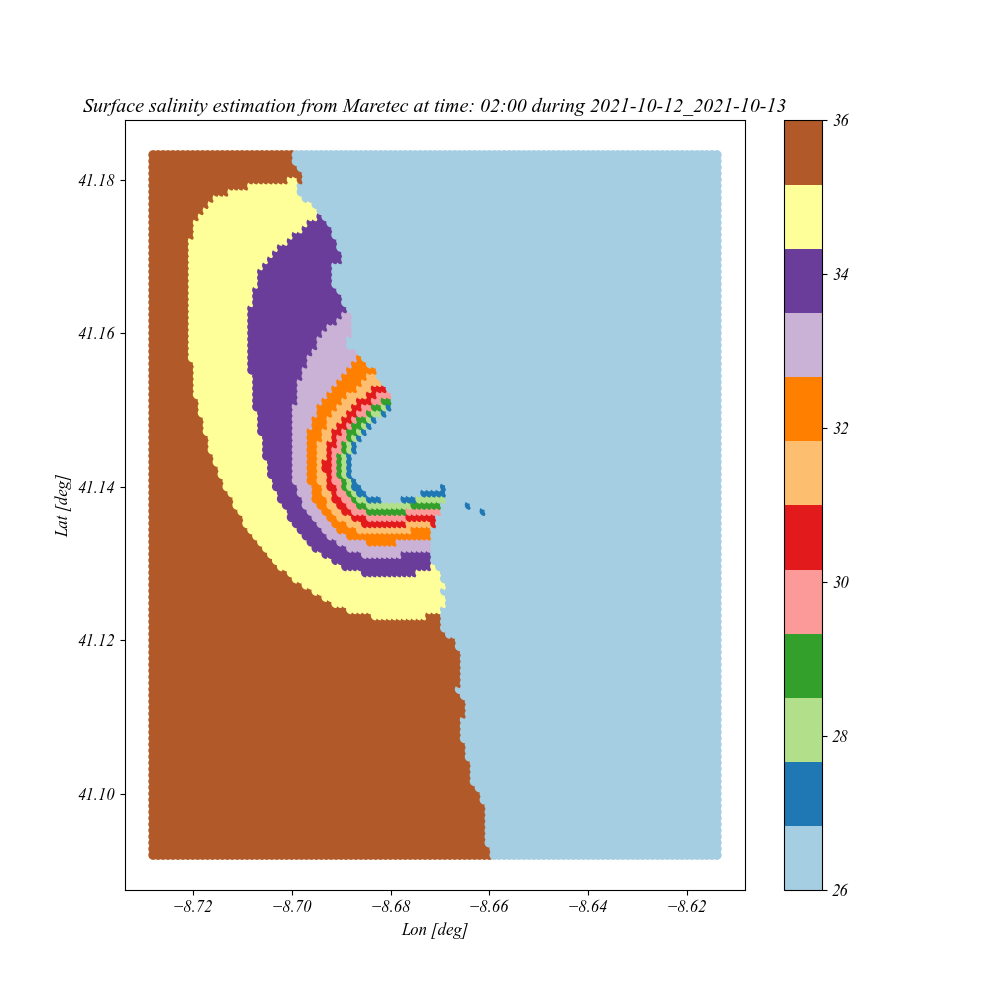 Surface salinity estimation from Maretec at time: 02:00 during 2021-10-12_2021-10-13
36
41.18
34
41.16
32
Lat [deg]
41.14
30
41.12
28
41.10
26
−8.72 −8.70 −8.68 −8.66 −8.64 −8.62
Lon [deg]